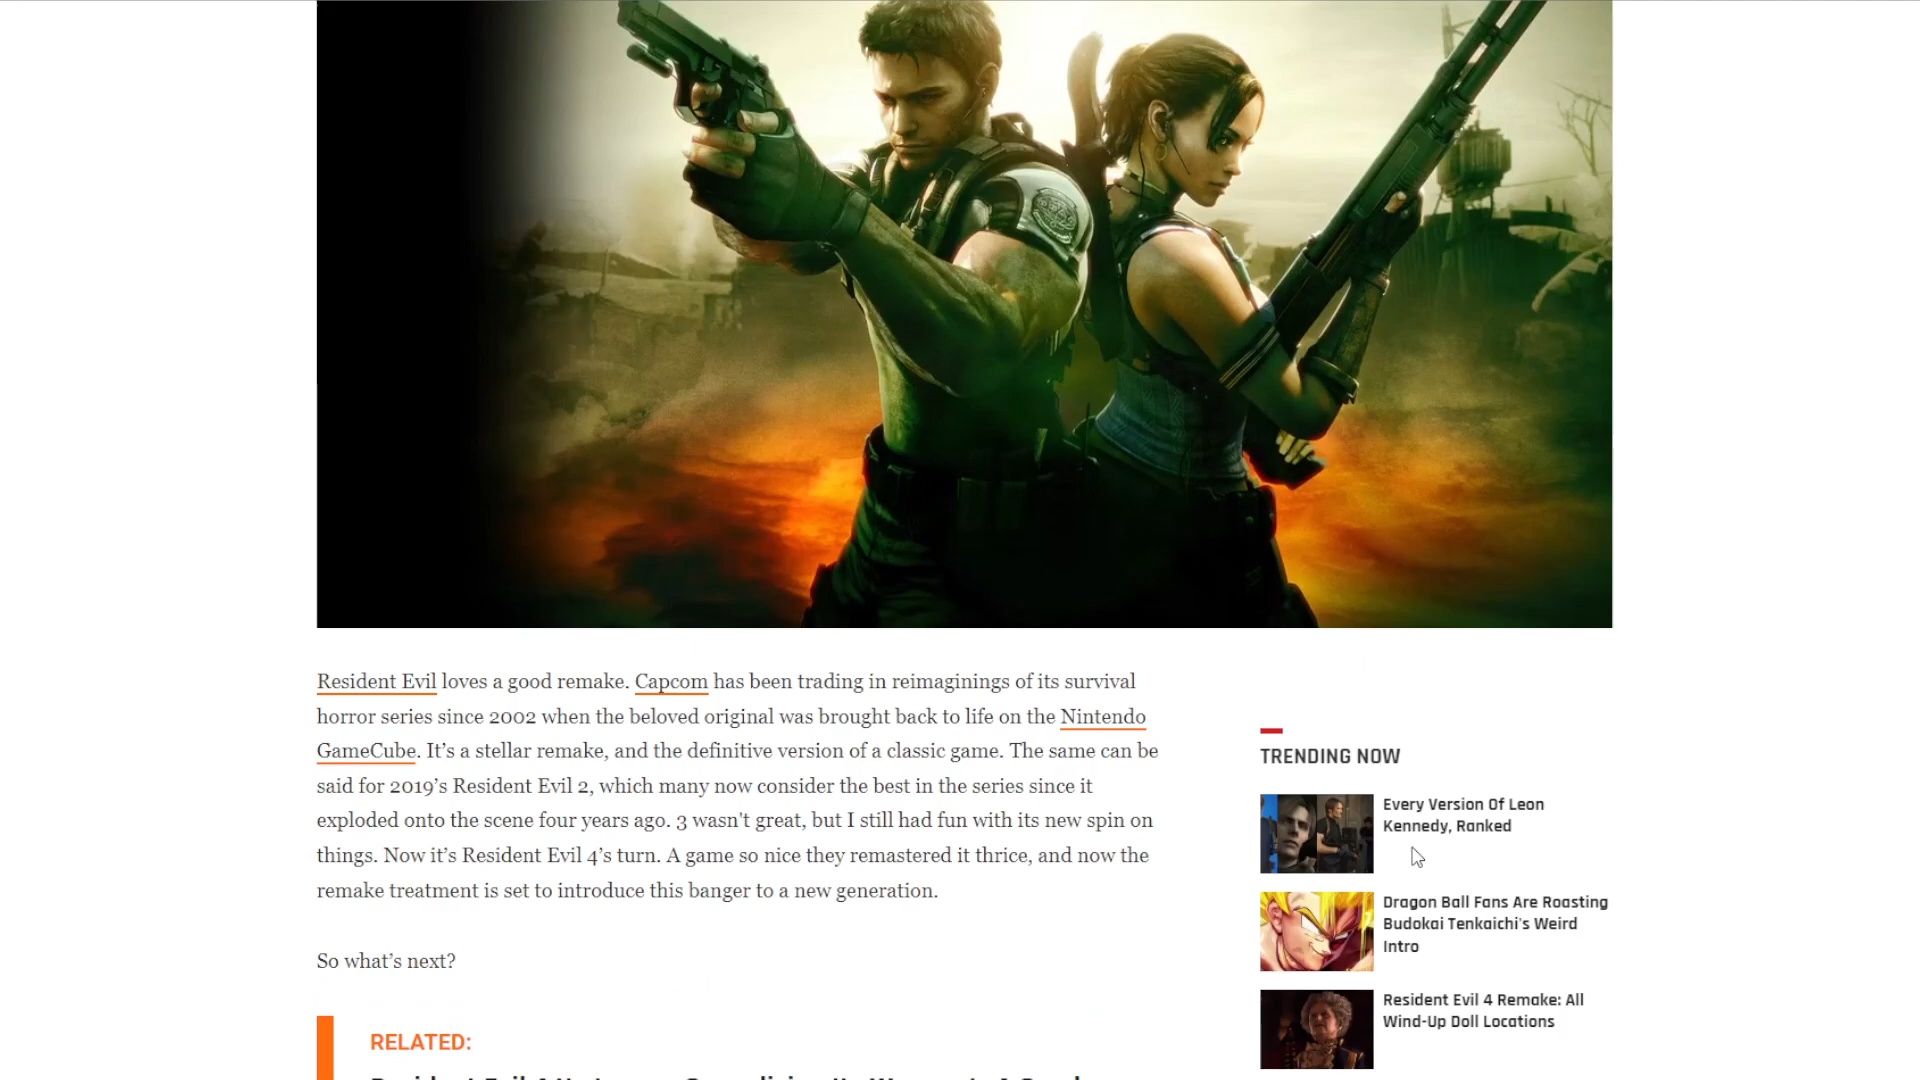 Resident Evil loves a good remake. Capcom has been trading in reimaginings of its survival
horror series since 2002 when the beloved original was brought back to life on the Nintendo
GameCube. It’s a stellar remake, and the definitive version of a classic game. The same can be
said for 2019’s Resident Evil 2, which many now consider the best in the series since it
exploded onto the scene four years ago. 3 wasn't great, but I still had fun with its new spin on
things. Now it’s Resident Evil 4’s turn. A game so nice they remastered it thrice, and now the
remake treatment is set to introduce this banger to a new generation.
So what’s next?
RELATED:
TRENDING NOW
Every Version Of Leon
Kennedy, Ranked
Dragon Ball Fans Are Roasting
Budokai Tenkaichi's Weird
Intro
Resident Evil 4 Remake: All
Wind-Up Doll Locations